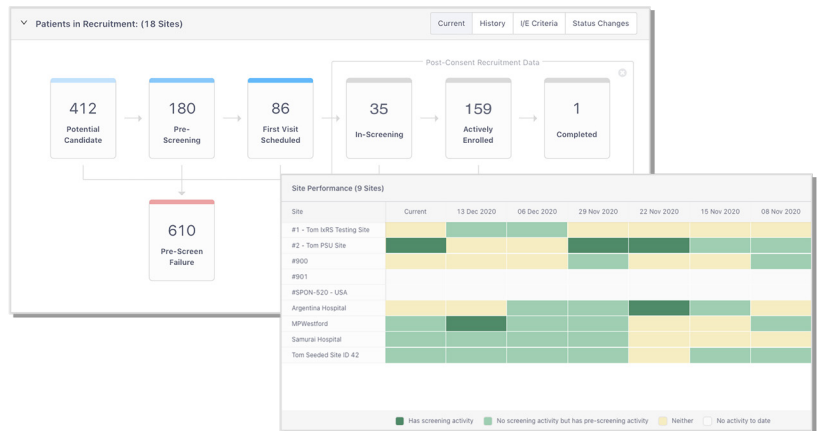 Patients in Recruitment: (18 Sites)
Current
History
I/E Criteria
Status Changes
Post-Consent Recruitment Data
412
Potential
Candidate
180
Pre-
Screening
86
First Visit
Scheduled
35
In-Screening
159
Actively
Enrolled
1
Completed
610
Pre-Screen
Failure
Site Performance (9 Sites)
Site Current 13 Dec 2020 06 Dec 2020 29 Nov 2020 22 Nov 2020 15 Nov 2020 08 Nov 2020
#1 - Tom IxRS Testing Site
#2 - Tom PSU Site
#900
#901
#SPON-520 - USA
Argentina Hospital
MPWestford
Samurai Hospital
Tom Seeded Site ID 42
Has screening activity
No screening activity but has pre-screening activity
Neither
No activity to date